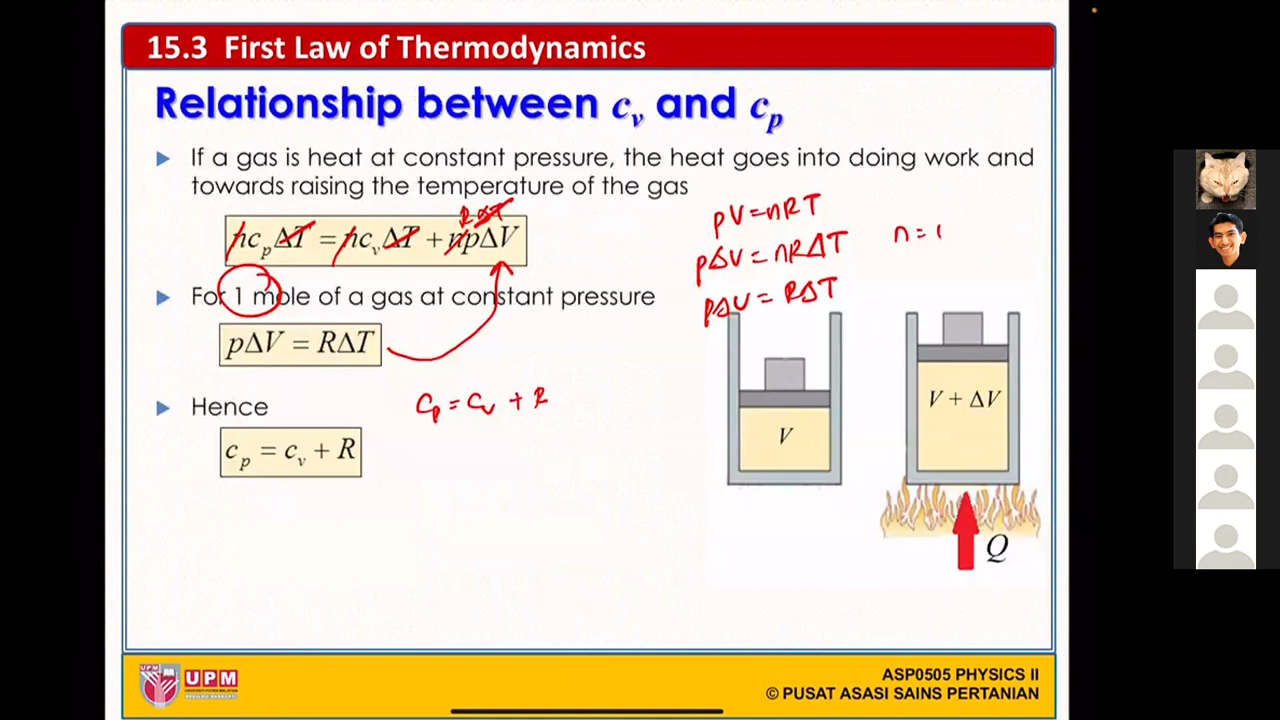 15.3 First Law of Thermodynamics
Relationship between cᵥ and cₚ
If a gas is heat at constant pressure, the heat goes into doing work and
towards raising the temperature of the gas
RΔT
ncₚΔT = ncᵥΔT + npΔV
pV = nRT
pΔV = nRΔT
n = 1
pΔV = RΔT
For 1 mole of a gas at constant pressure
pΔV = RΔT
Hence
cₚ = cᵥ + R
cₚ = cᵥ + R
V
V + ΔV
Q
UPM
UPM
ASP0505 PHYSICS II
© PUSAT ASASI SAINS PERTANIAN